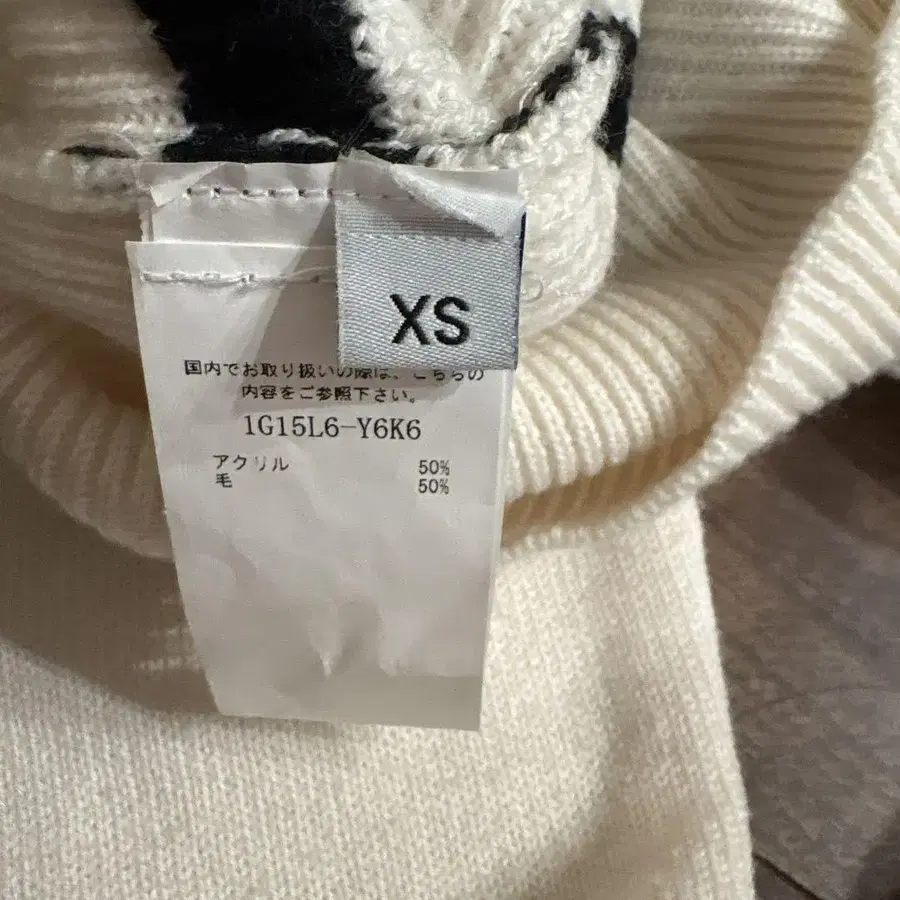 XS
国内でお取り扱いの際は、こちらの
内容をご参照下さい。
1G15L6-Y6K6
アクリル 50%
毛 50%